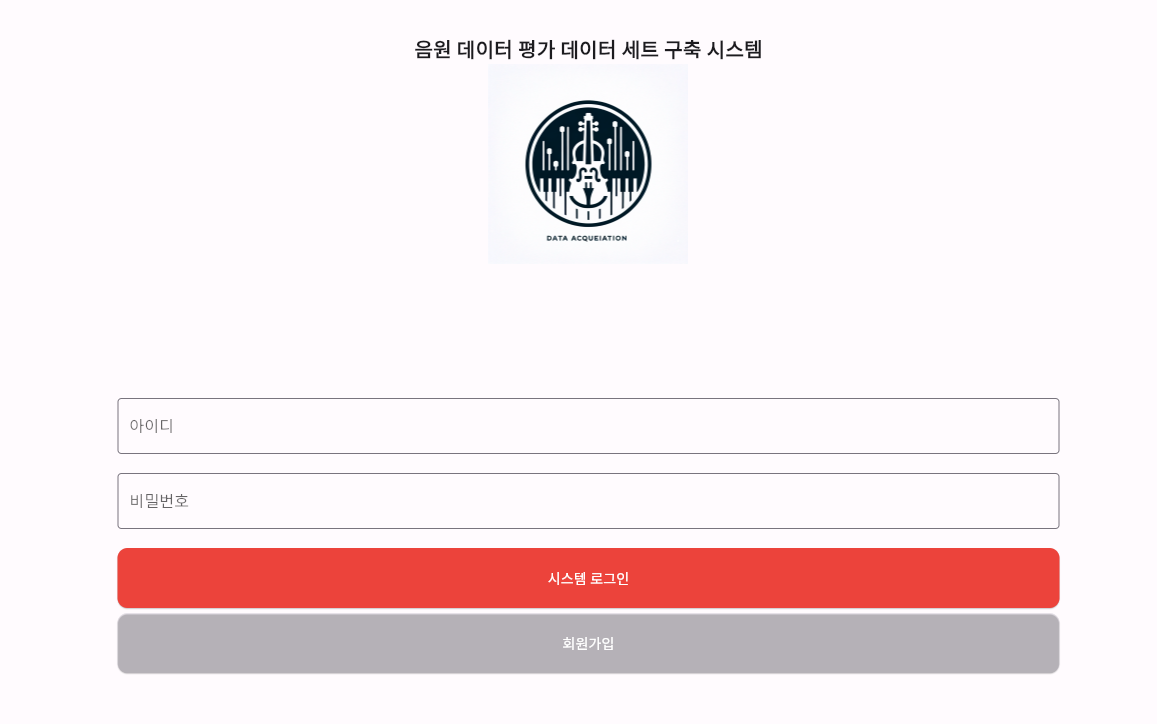 음원 데이터 평가 데이터 세트 구축 시스템
DATA ACQUEIATION
아이디
비밀번호
시스템 로그인
회원가입